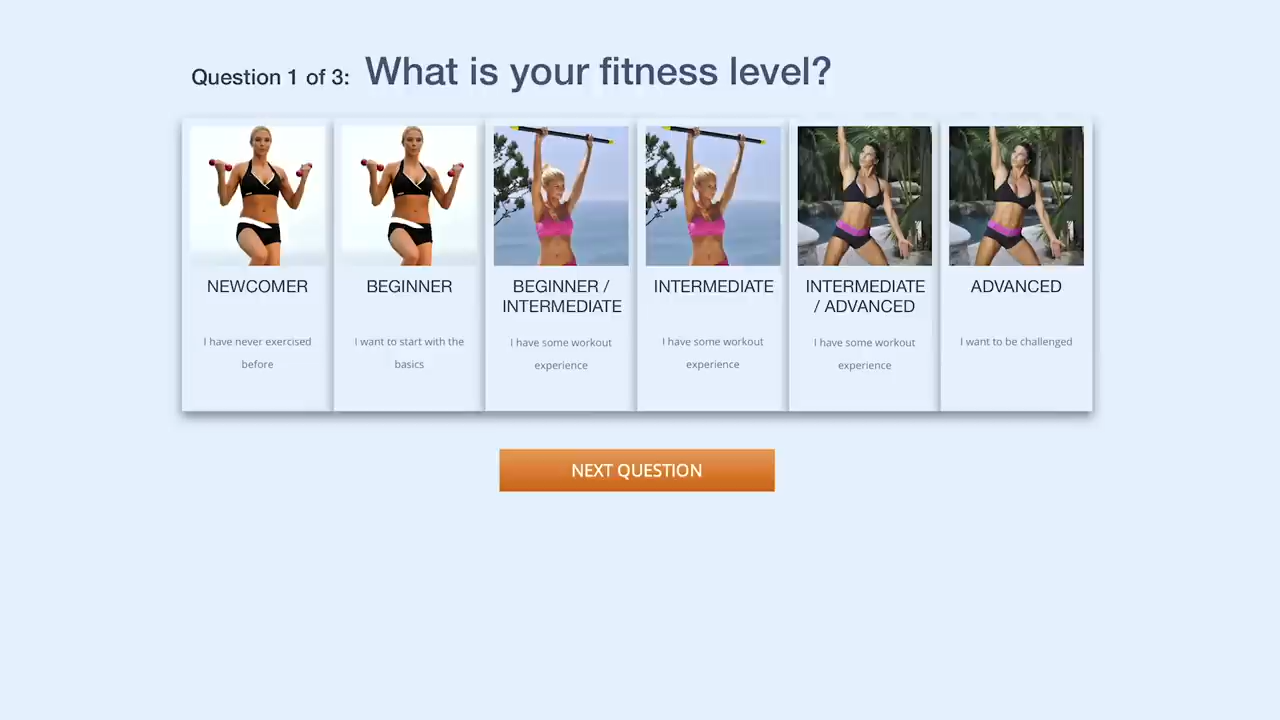 Question 1 of 3: What is your fitness level?
NEWCOMER
I have never exercised
before
BEGINNER
I want to start with the
basics
BEGINNER /
INTERMEDIATE
I have some workout
experience
INTERMEDIATE
I have some workout
experience
INTERMEDIATE
/ ADVANCED
I have some workout
experience
ADVANCED
I want to be challenged
NEXT QUESTION